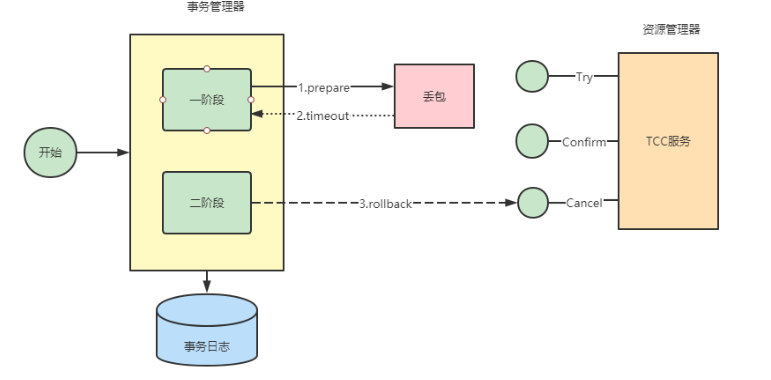 事务管理器
资源管理器
一阶段
1.prepare
丢包
2.timeout
Try
开始
Confirm
TCC服务
二阶段
3.rollback
Cancel
事务日志